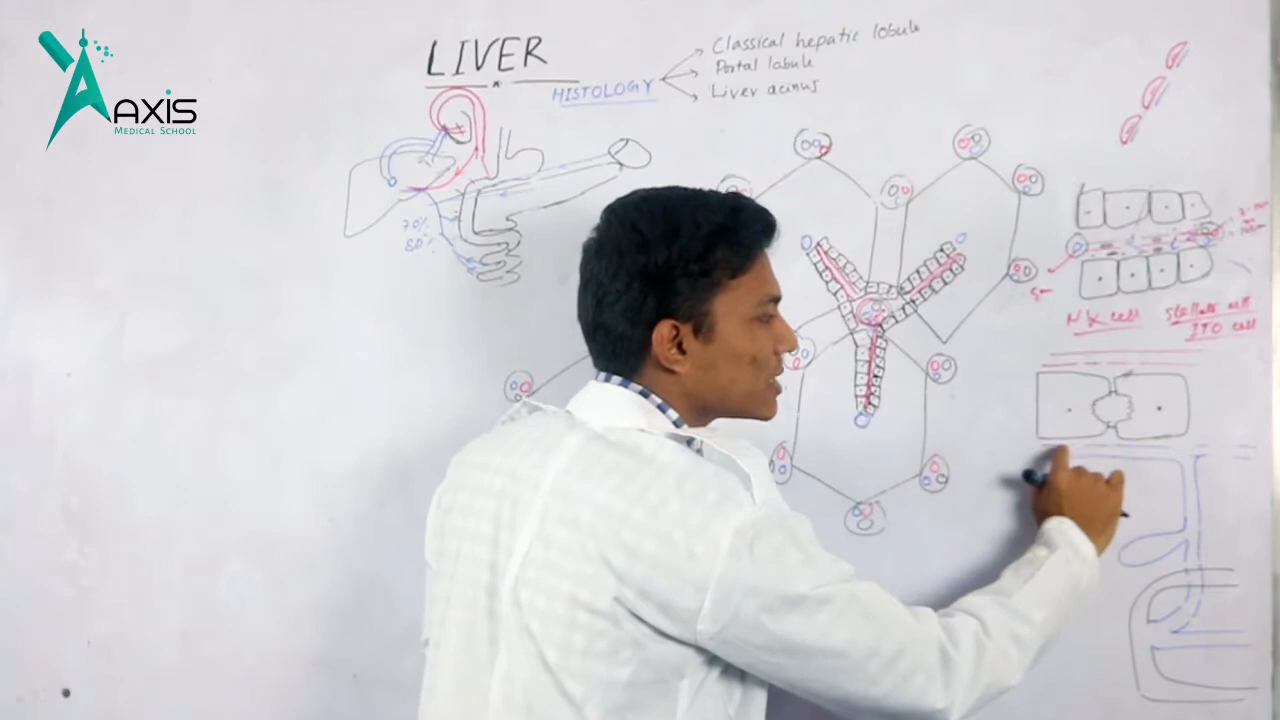 AXIS
MEDICAL SCHOOL
LIVER
HISTOLOGY
Classical hepatic lobule
Portal lobule
Liver acinus
70%
80%
NK cell
Stellate cell
ITO cell